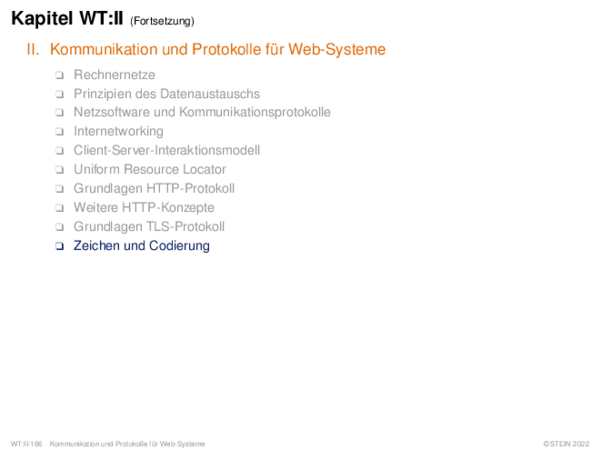 Kapitel WT:II (Fortsetzung)
II. Kommunikation und Protokolle für Web-Systeme
❑ Rechnernetze
❑ Prinzipien des Datenaustauschs
❑ Netzsoftware und Kommunikationsprotokolle
❑ Internetworking
❑ Client-Server-Interaktionsmodell
❑ Uniform Resource Locator
❑ Grundlagen HTTP-Protokoll
❑ Weitere HTTP-Konzepte
❑ Grundlagen TLS-Protokoll
❑ Zeichen und Codierung
WT:II-166 Kommunikation und Protokolle für Web-Systeme ©STEIN 2022